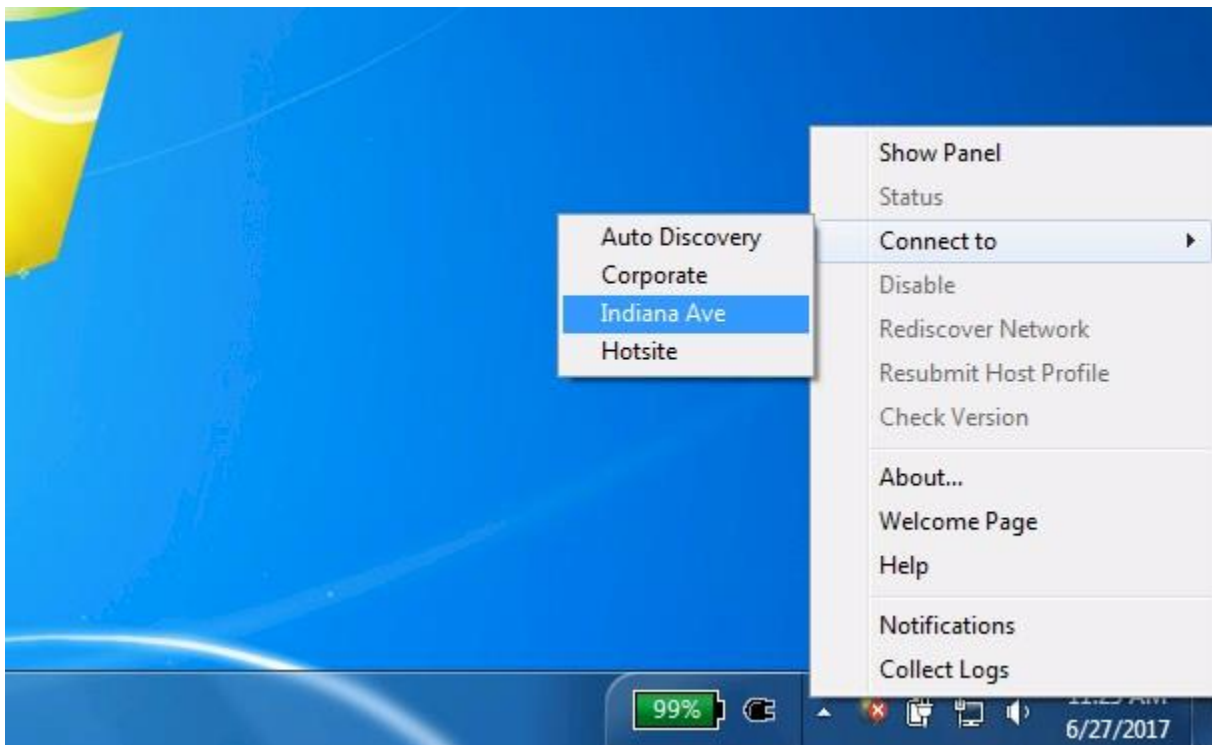 Show Panel
Status
Connect to
Disable
Rediscover Network
Resubmit Host Profile
Check Version
About...
Welcome Page
Help
Notifications
Collect Logs
Auto Discovery
Corporate
Indiana Ave
Hotsite
99%
6/27/2017